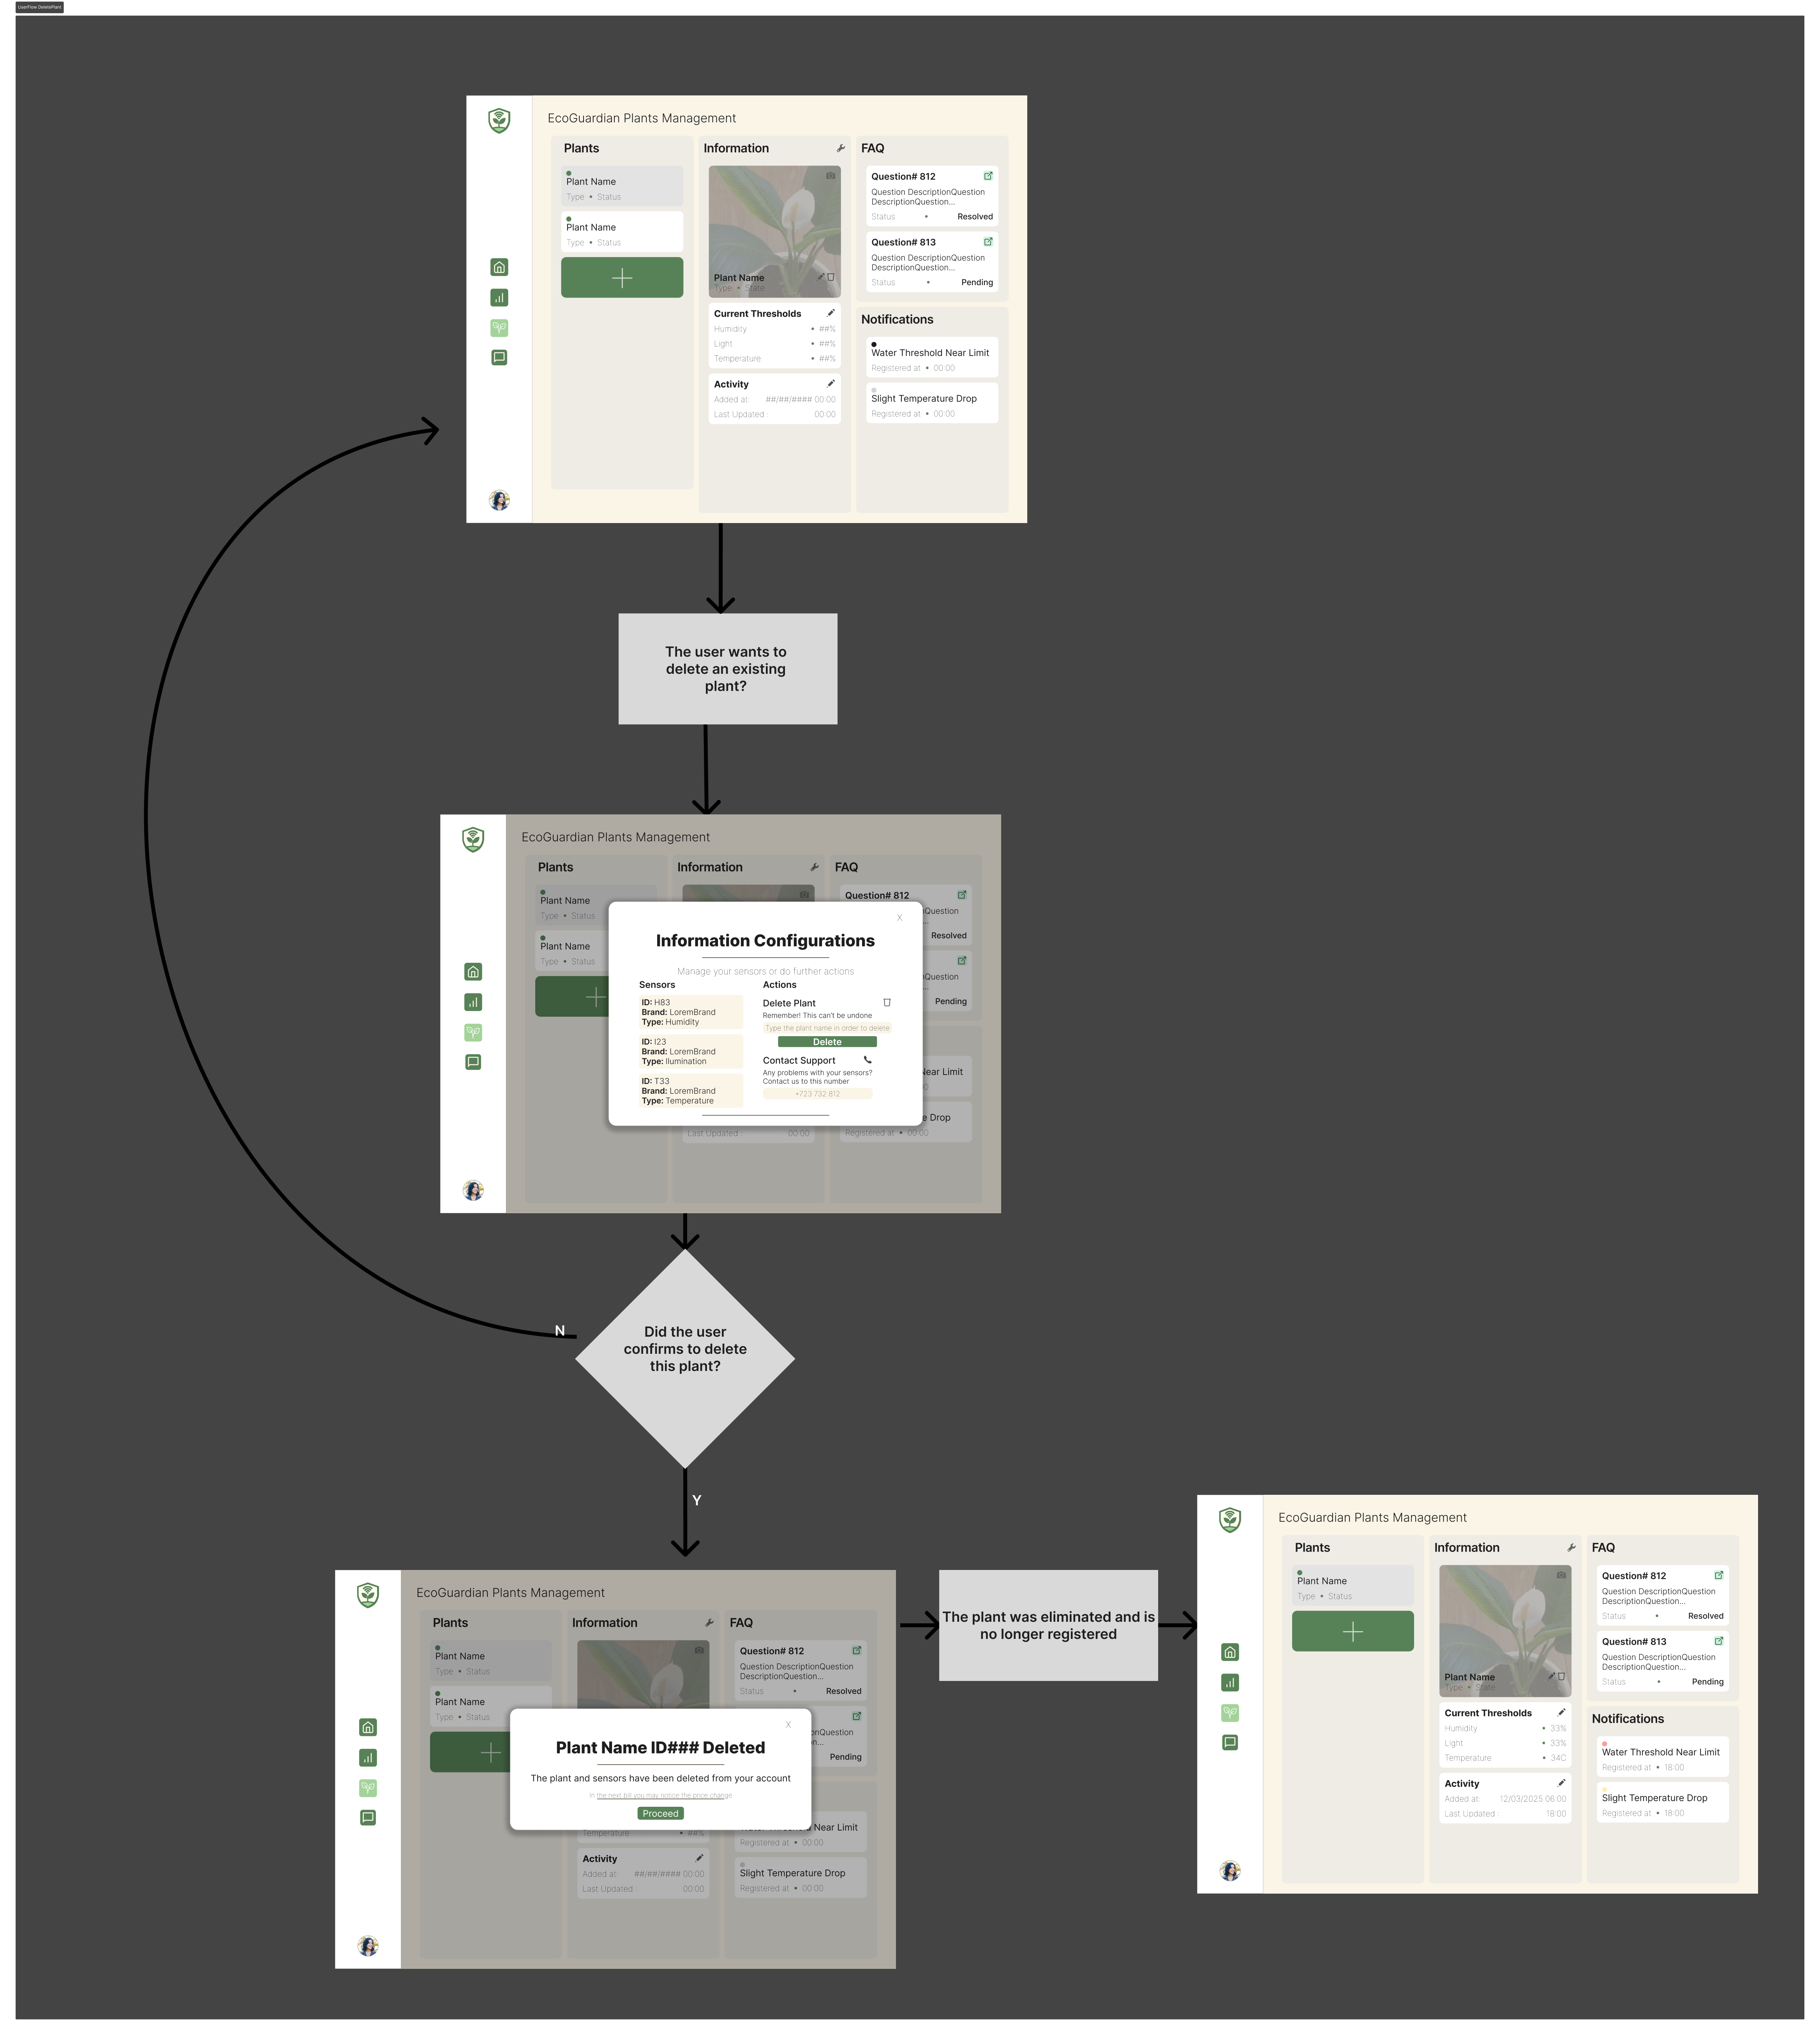 UserFlow DeletePlant
EcoGuardian Plants Management
Plants
Plant Name
Type • Status
Plant Name
Type • Status
Information
Plant Name
Type • State
Current Thresholds
Humidity • ##%
Light • ##%
Temperature • ##%
Activity
Added at: ##/##/#### 00:00
Last Updated : 00:00
FAQ
Question# 812
Question DescriptionQuestion
DescriptionQuestion...
Status • Resolved
Question# 813
Question DescriptionQuestion
DescriptionQuestion...
Status • Pending
Notifications
Water Threshold Near Limit
Registered at • 00:00
Slight Temperature Drop
Registered at • 00:00
The user wants to
delete an existing
plant?
EcoGuardian Plants Management
Plants
Plant Name
Type • Status
Plant Name
Type • Status
Information
FAQ
Question# 812
Question
...
Resolved
Question
Pending
Near Limit
e Drop
Last Updated : 00:00
Registered at • 00:00
X
Information Configurations
Manage your sensors or do further actions
Sensors
ID: H83
Brand: LoremBrand
Type: Humidity
ID: I23
Brand: LoremBrand
Type: Ilumination
ID: T33
Brand: LoremBrand
Type: Temperature
Actions
Delete Plant
Remember! This can't be undone
Type the plant name in order to delete
Delete
Contact Support
Any problems with your sensors?
Contact us to this number
+723 732 812
Did the user
confirms to delete
this plant?
N
Y
EcoGuardian Plants Management
Plants
Plant Name
Type • Status
Plant Name
Type • Status
Information
FAQ
Question# 812
Question DescriptionQuestion
DescriptionQuestion...
Status • Resolved
onQuestion
n...
Pending
X
Plant Name ID### Deleted
The plant and sensors have been deleted from your account
In the next bill you may notice the price change
Proceed
Temperature • ##%
Activity
Added at: ##/##/#### 00:00
Last Updated : 00:00
Water Threshold Near Limit
Registered at • 00:00
Slight Temperature Drop
Registered at • 00:00
The plant was eliminated and is
no longer registered
EcoGuardian Plants Management
Plants
Plant Name
Type • Status
Information
Plant Name
Type • State
Current Thresholds
Humidity • 33%
Light • 33%
Temperature • 34C
Activity
Added at: 12/03/2025 06:00
Last Updated : 18:00
FAQ
Question# 812
Question DescriptionQuestion
DescriptionQuestion...
Status • Resolved
Question# 813
Question DescriptionQuestion
DescriptionQuestion...
Status • Pending
Notifications
Water Threshold Near Limit
Registered at • 18:00
Slight Temperature Drop
Registered at • 18:00